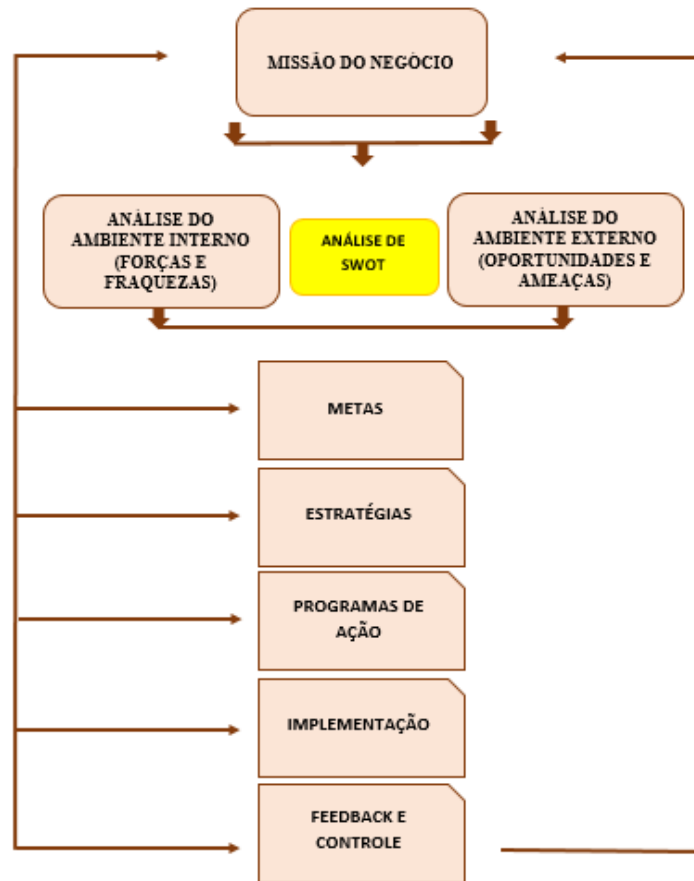 MISSÃO DO NEGÓCIO
ANÁLISE DO
AMBIENTE INTERNO
(FORÇAS E
FRAQUEZAS)
ANÁLISE DE
SWOT
ANÁLISE DO
AMBIENTE EXTERNO
(OPORTUNIDADES E
AMEAÇAS)
METAS
ESTRATÉGIAS
PROGRAMAS DE
AÇÃO
IMPLEMENTAÇÃO
FEEDBACK E
CONTROLE